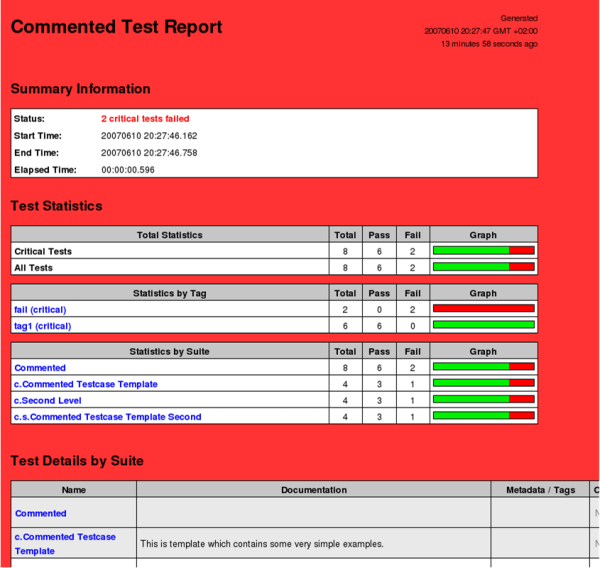 Commented Test Report
Generated
20070610 20:27:47 GMT +02:00
13 minutes 58 seconds ago
Summary Information
Status: 2 critical tests failed
Start Time: 20070610 20:27:46.162
End Time: 20070610 20:27:46.758
Elapsed Time: 00:00:00.596
Test Statistics
Total Statistics Total Pass Fail Graph
Critical Tests 8 6 2
All Tests 8 6 2
Statistics by Tag Total Pass Fail Graph
fail (critical) 2 0 2
tag1 (critical) 6 6 0
Statistics by Suite Total Pass Fail Graph
Commented 8 6 2
c.Commented Testcase Template 4 3 1
c.Second Level 4 3 1
c.s.Commented Testcase Template Second 4 3 1
Test Details by Suite
Name Documentation Metadata / Tags
Commented
c.Commented Testcase
Template
This is template which contains some very simple examples.